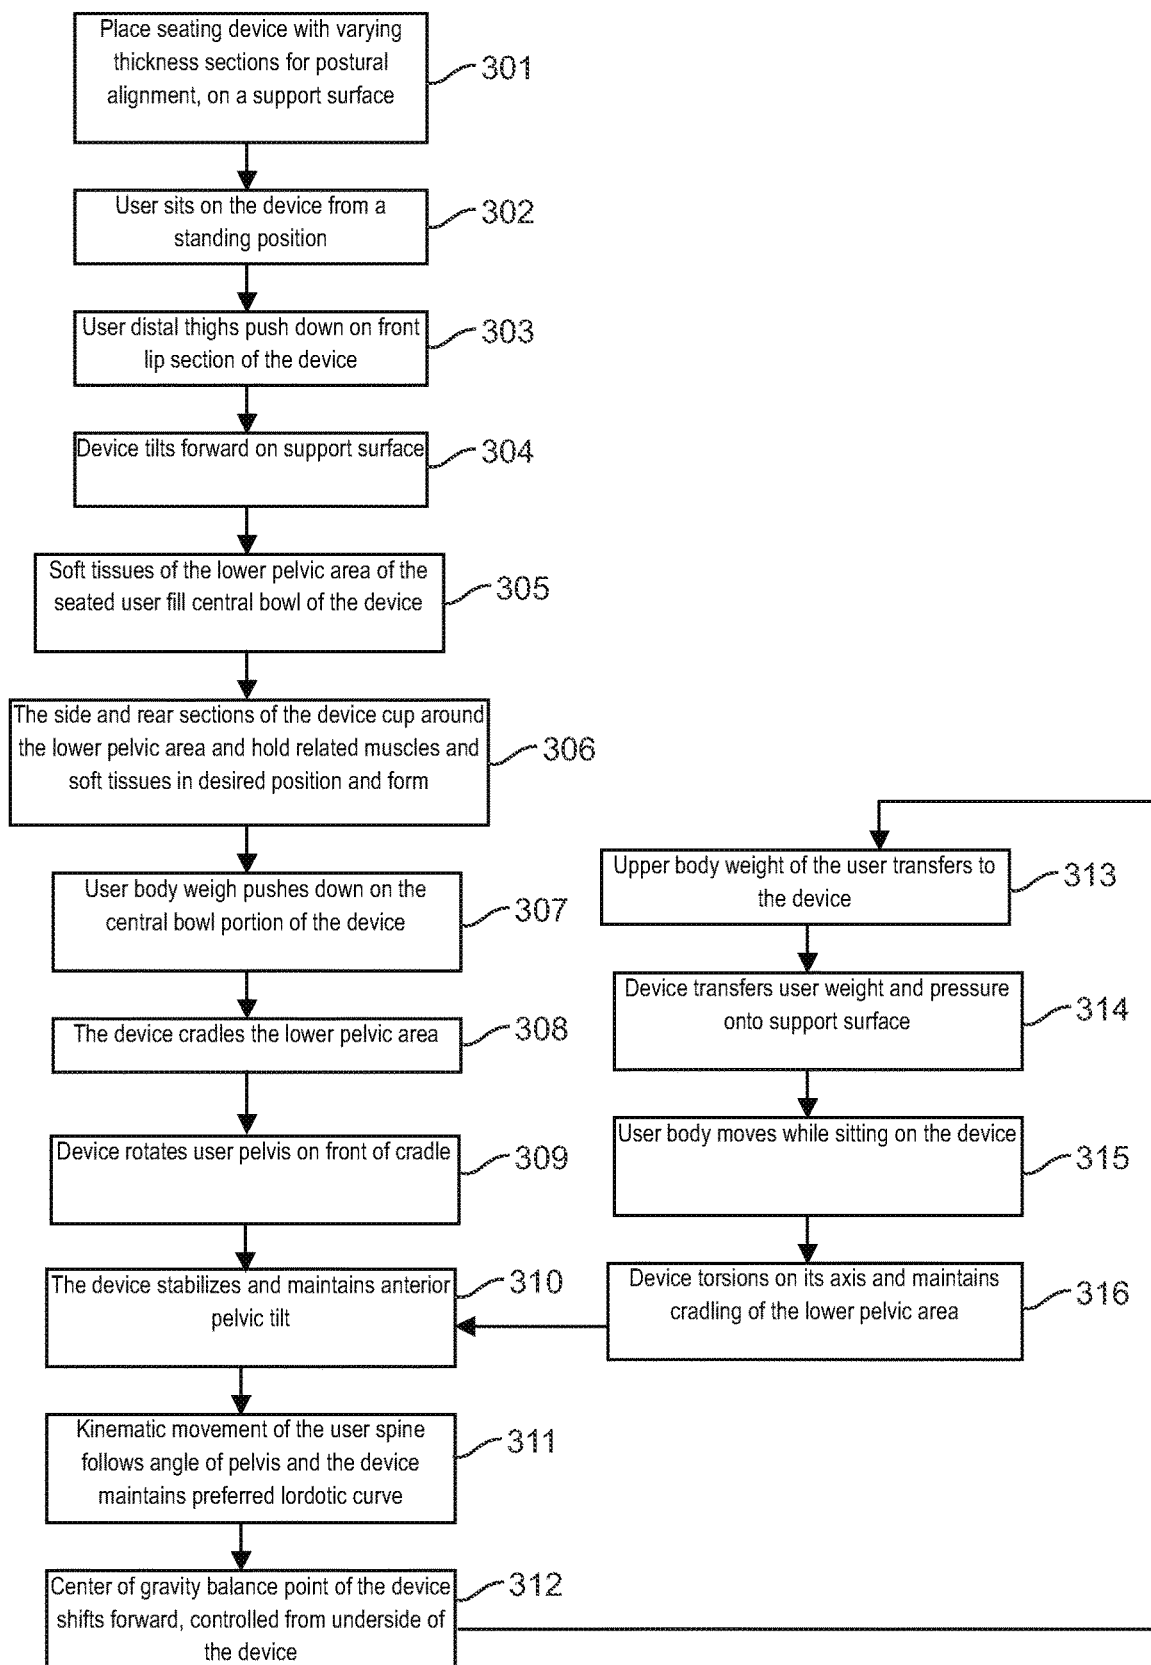 Place seating device with varying
thickness sections for postural
alignment, on a support surface
301
User sits on the device from a
standing position
302
User distal thighs push down on front
lip section of the device
303
Device tilts forward on support surface
304
Soft tissues of the lower pelvic area of the
seated user fill central bowl of the device
305
The side and rear sections of the device cup around
the lower pelvic area and hold related muscles and
soft tissues in desired position and form
306
User body weigh pushes down on the
central bowl portion of the device
307
The device cradles the lower pelvic area
308
Device rotates user pelvis on front of cradle
309
The device stabilizes and maintains anterior
pelvic tilt
310
Kinematic movement of the user spine
follows angle of pelvis and the device
maintains preferred lordotic curve
311
Center of gravity balance point of the device
shifts forward, controlled from underside of
the device
312
Upper body weight of the user transfers to
the device
313
Device transfers user weight and pressure
onto support surface
314
User body moves while sitting on the device
315
Device torsions on its axis and maintains
cradling of the lower pelvic area
316